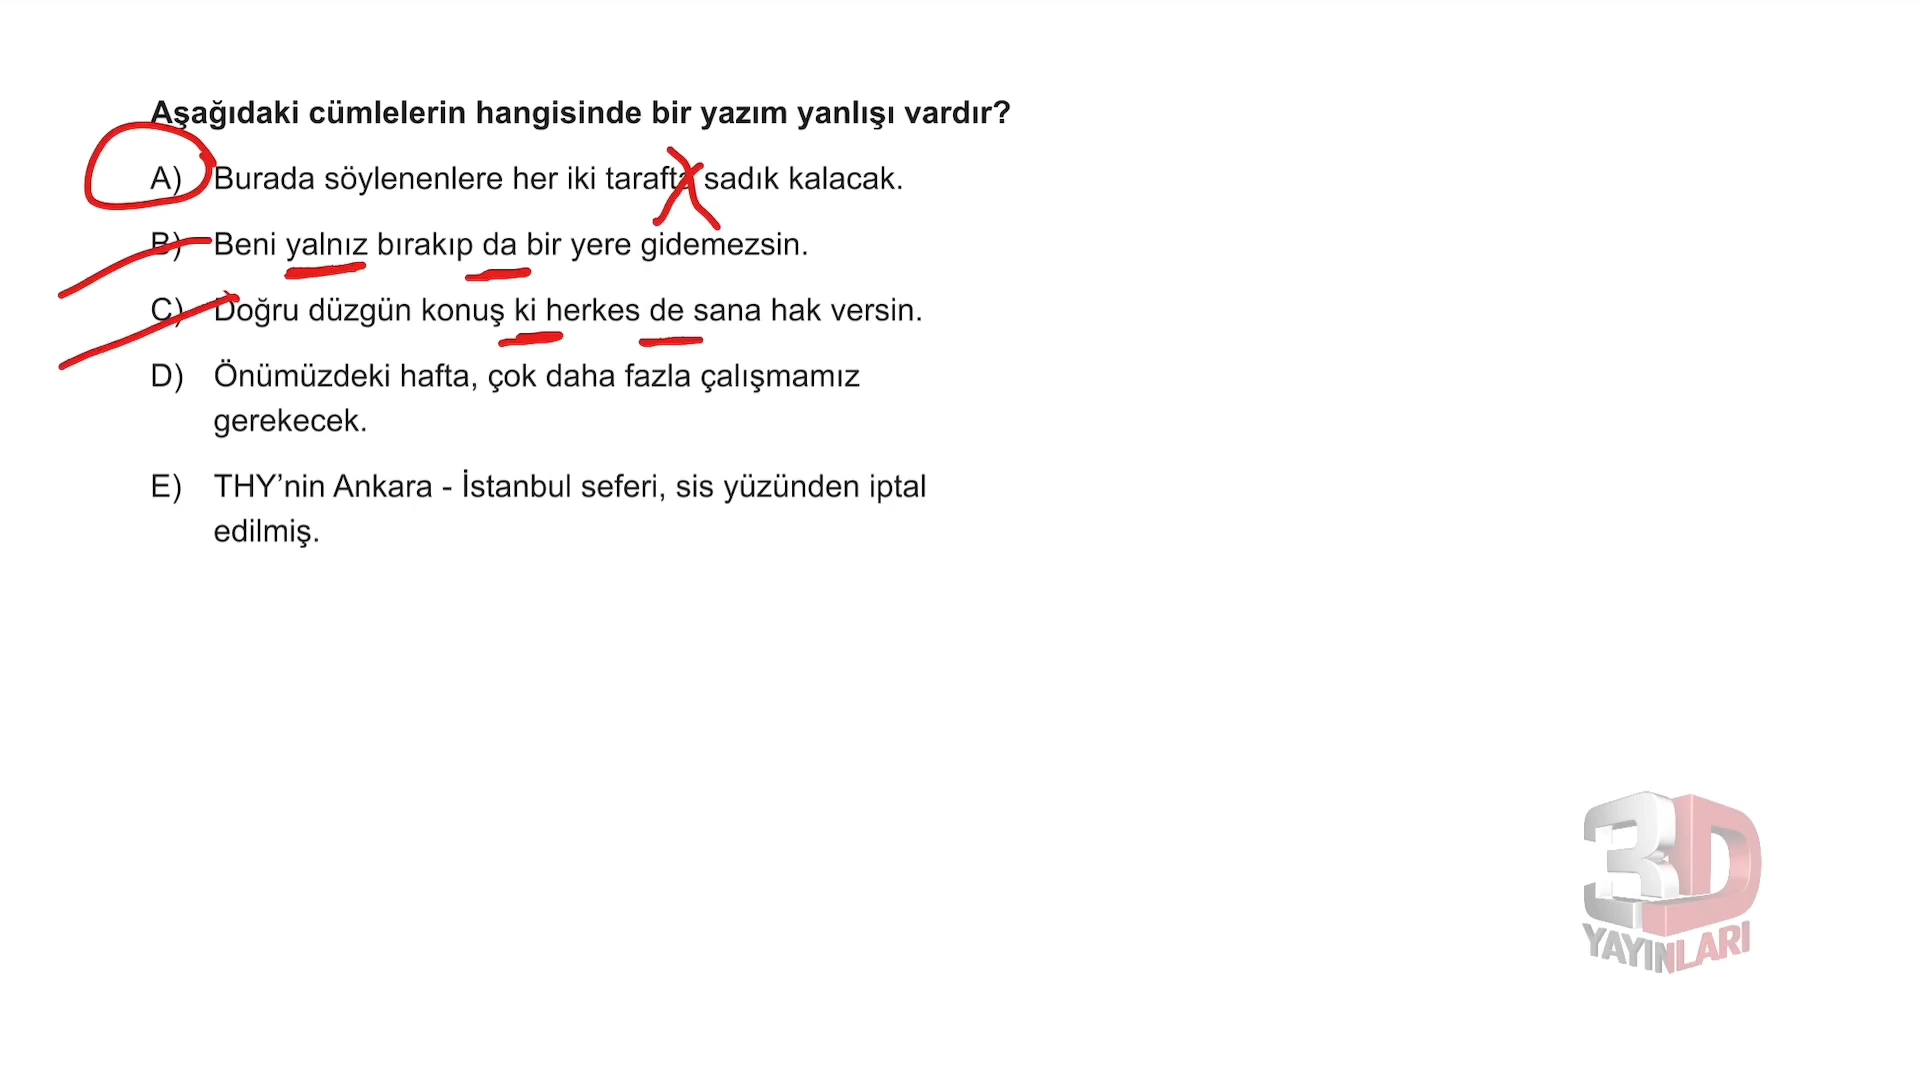 Aşağıdaki cümlelerin hangisinde bir yazım yanlışı vardır?
A) Burada söylenenlere her iki tarafta sadık kalacak.
B) Beni yalnız bırakıp da bir yere gidemezsin.
C) Doğru düzgün konuş ki herkes de sana hak versin.
D) Önümüzdeki hafta, çok daha fazla çalışmamız
gerekecek.
E) THY’nin Ankara - İstanbul seferi, sis yüzünden iptal
edilmiş.
3D
YAYINLARI